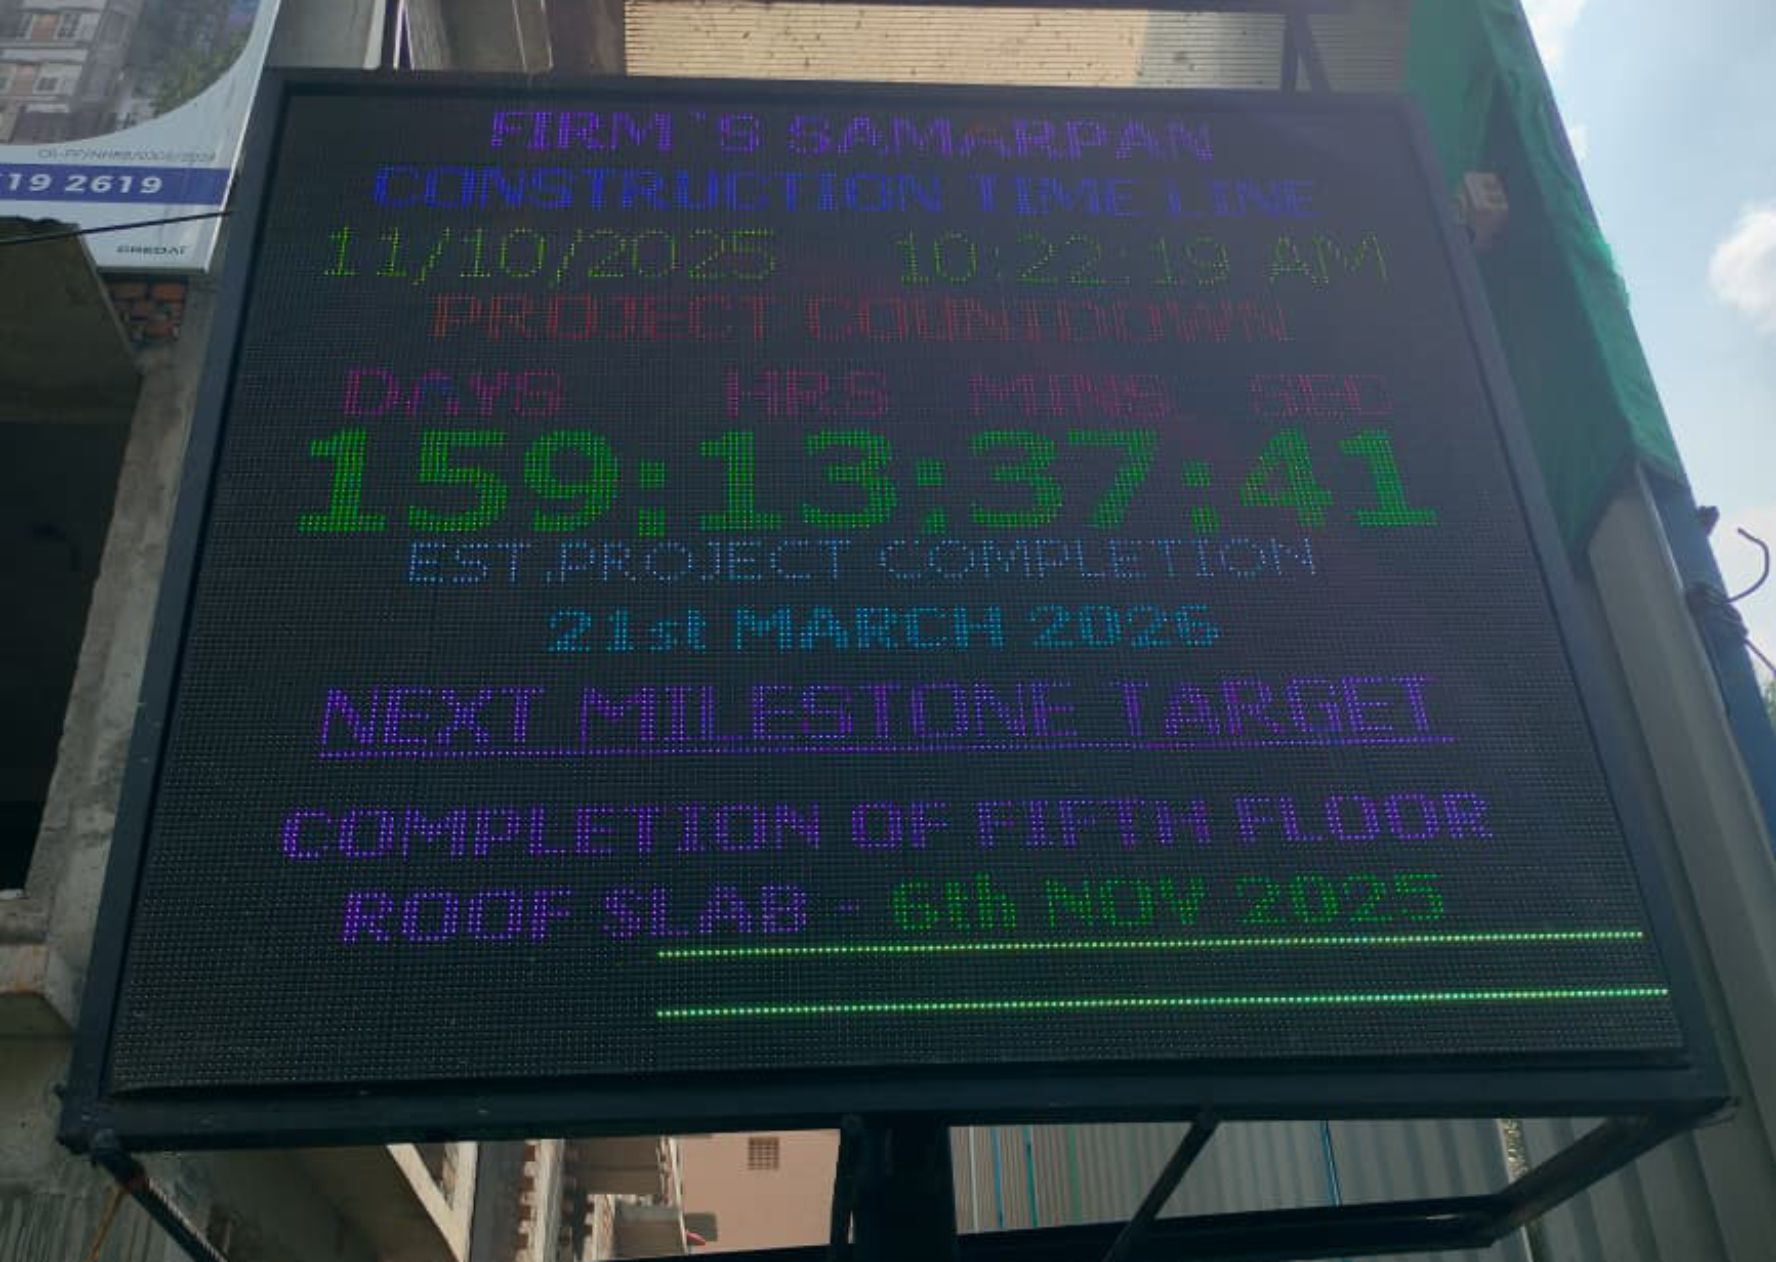 19 2619
CREDAI
FIRM'S SAMARPAN
CONSTRUCTION TIME LINE
11/10/2025 10:22:19 AM
PROJECT COUNTDOWN
DAYS HRS MINS SEC
159:13:37:41
EST.PROJECT COMPLETION
21st MARCH 2026
NEXT MILESTONE TARGET
COMPLETION OF FIFTH FLOOR
ROOF SLAB - 6th NOV 2025